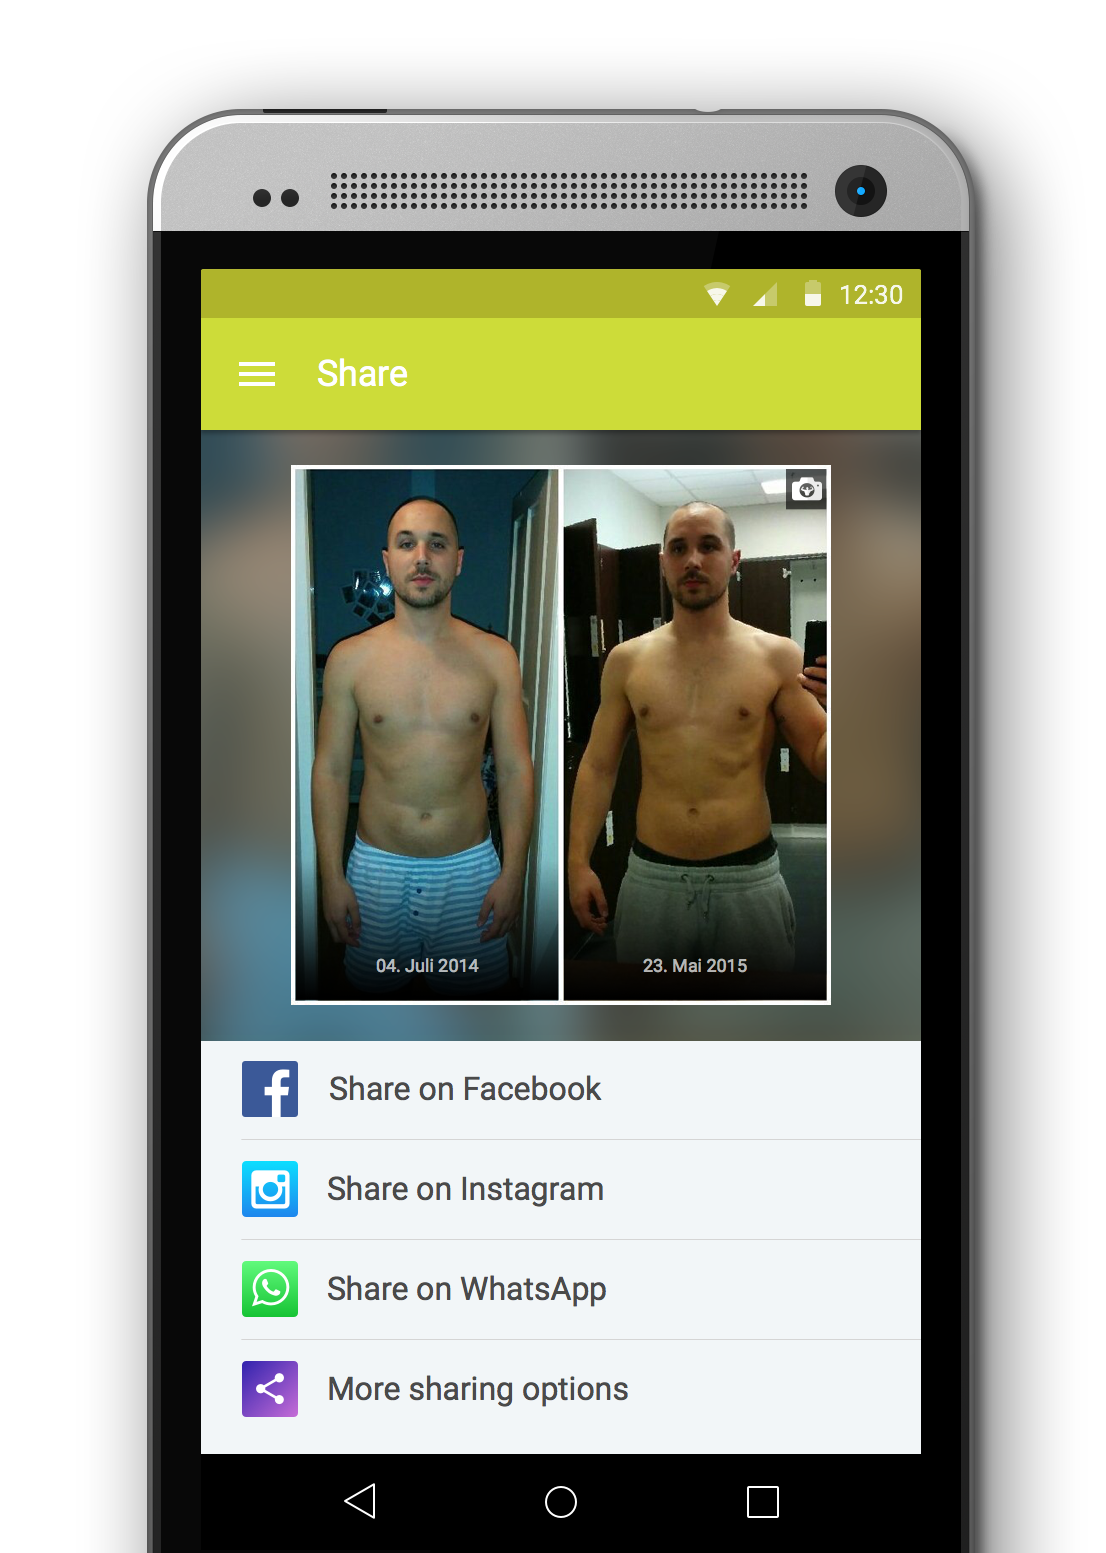 12:30
Share
04. Juli 2014
23. Mai 2015
Share on Facebook
Share on Instagram
Share on WhatsApp
More sharing options